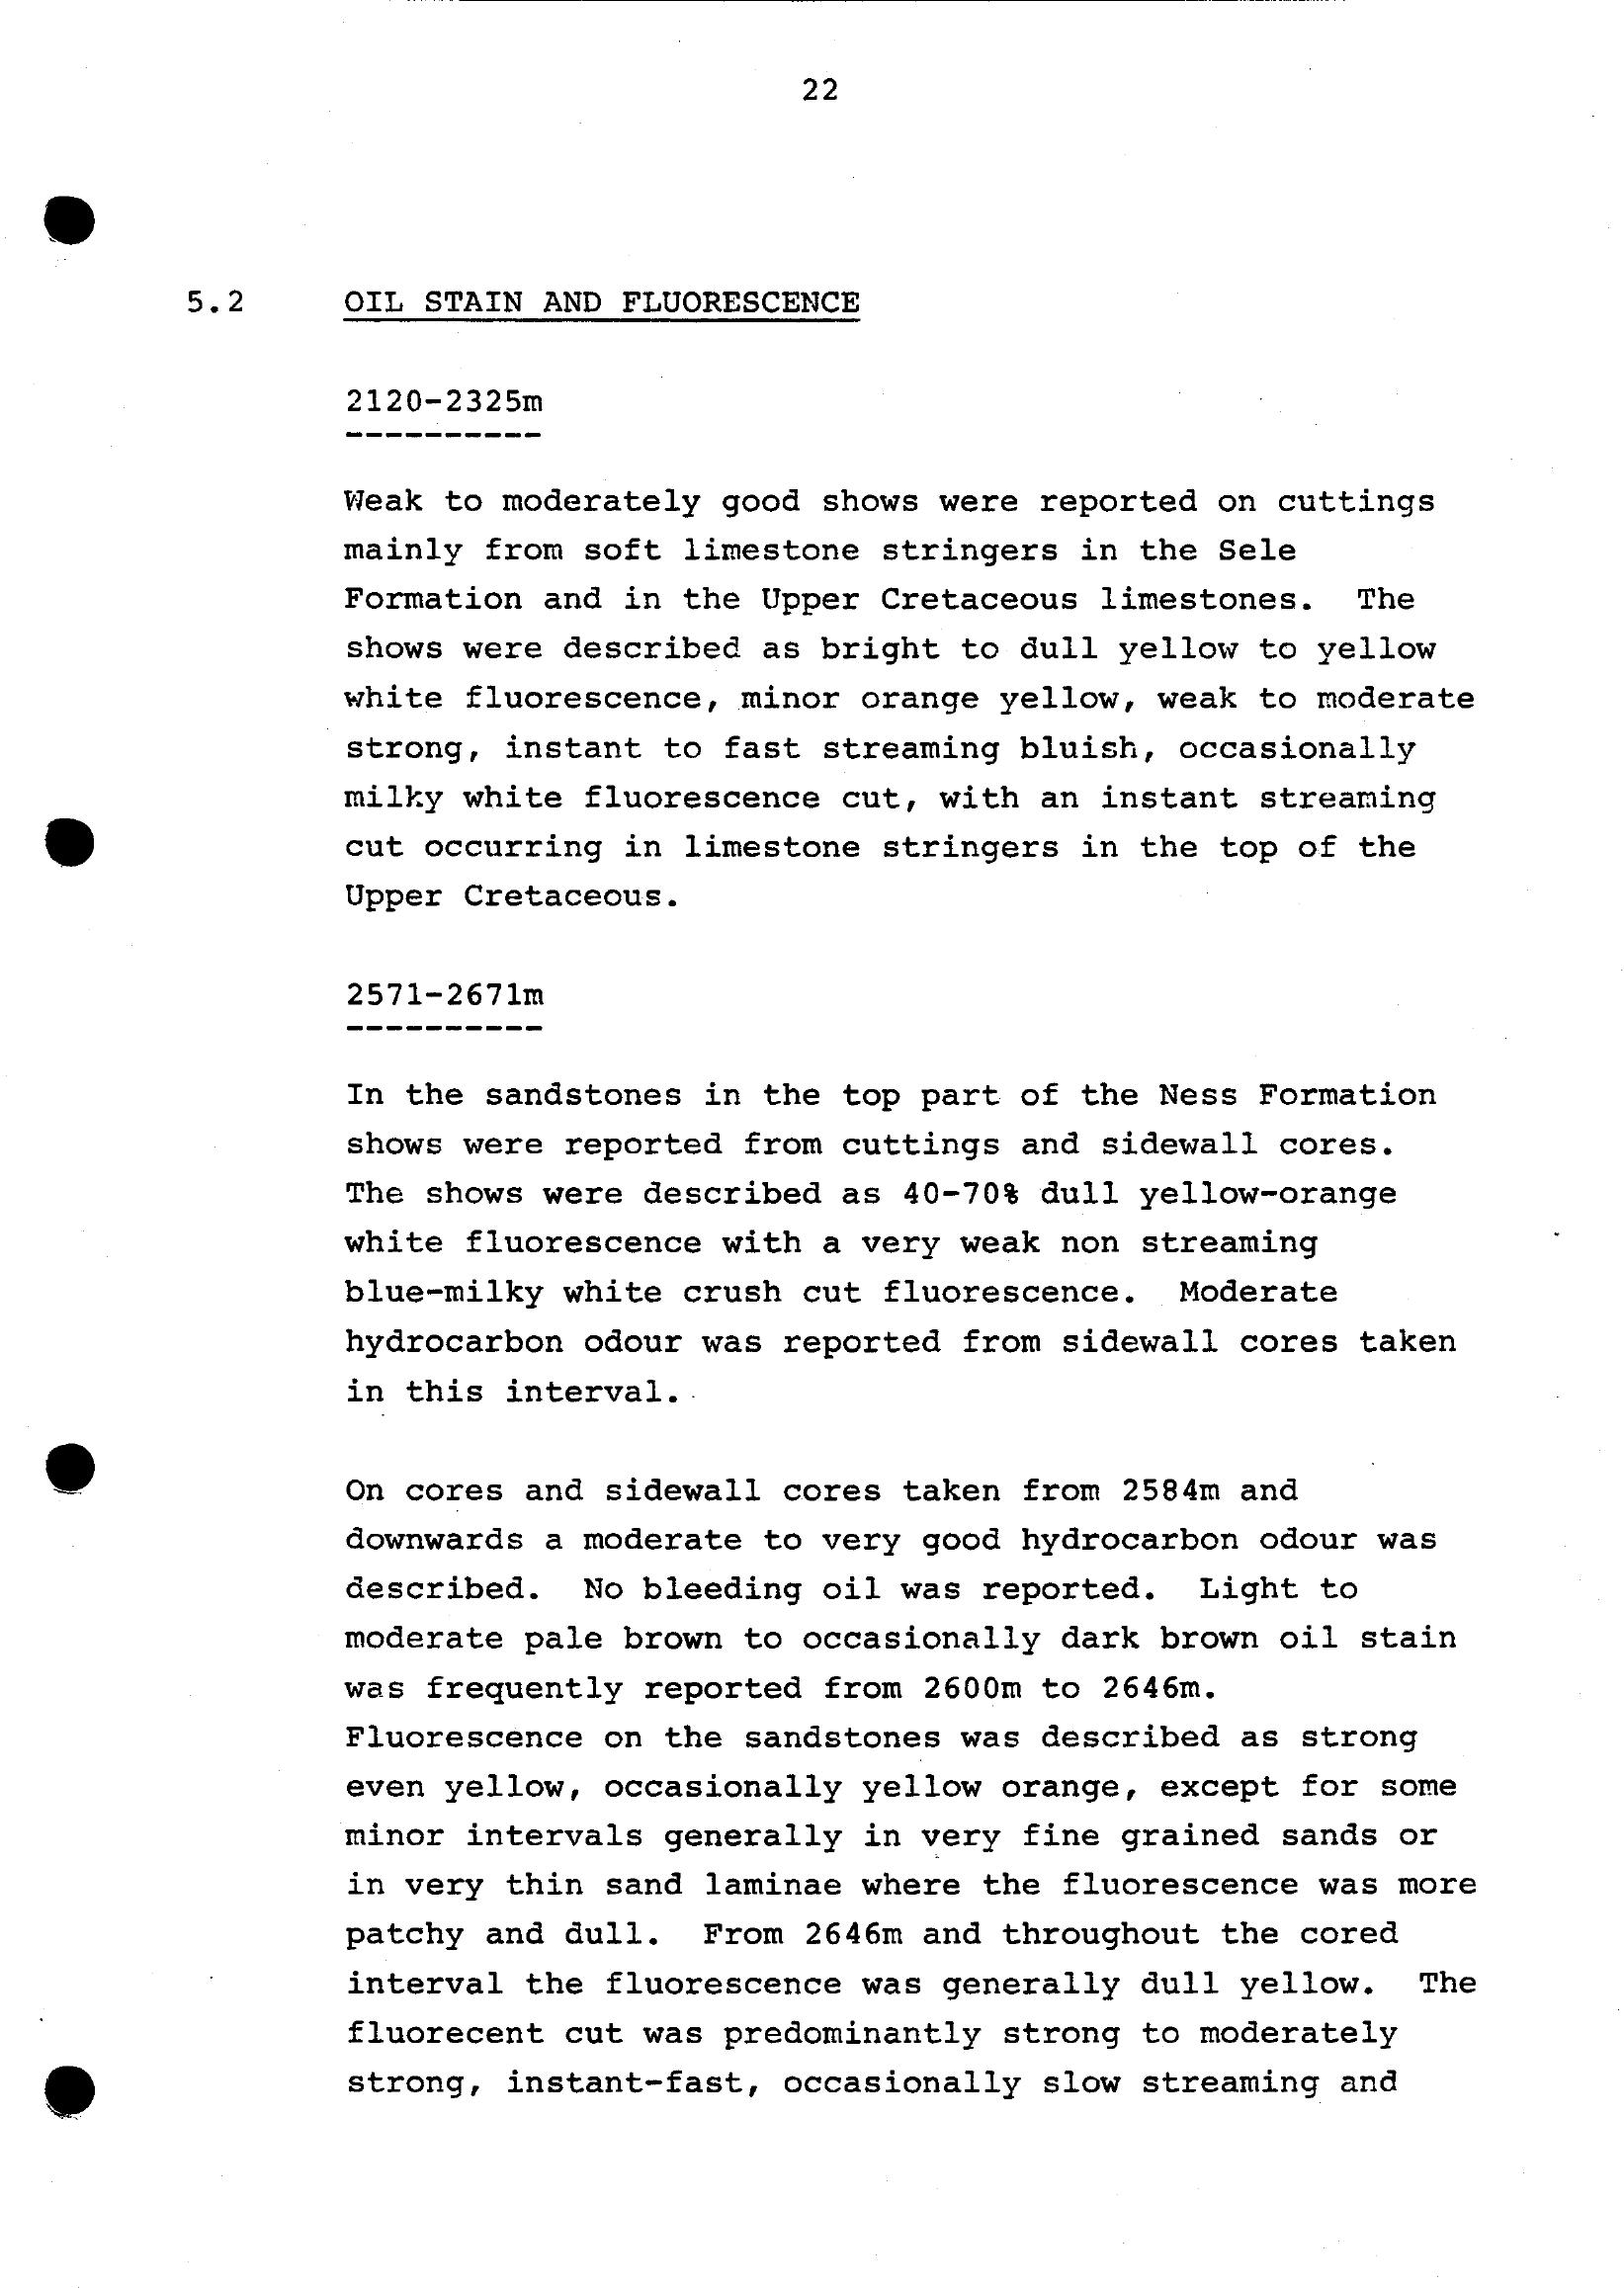 22
5.2 OIL STAIN AND FLUORESCENCE
2120-2325m
----------
Weak to moderately good shows were reported on cuttings
mainly from soft limestone stringers in the Sele
Formation and in the Upper Cretaceous limestones. The
shows were described as bright to dull yellow to yellow
white fluorescence, minor orange yellow, weak to moderate
strong, instant to fast streaming bluish, occasionally
milky white fluorescence cut, with an instant streaming
cut occurring in limestone stringers in the top of the
Upper Cretaceous.
2571-2671m
----------
In the sandstones in the top part of the Ness Formation
shows were reported from cuttings and sidewall cores.
The shows were described as 40-70% dull yellow-orange
white fluorescence with a very weak non streaming
blue-milky white crush cut fluorescence. Moderate
hydrocarbon odour was reported from sidewall cores taken
in this interval.
On cores and sidewall cores taken from 2584m and
downwards a moderate to very good hydrocarbon odour was
described. No bleeding oil was reported. Light to
moderate pale brown to occasionally dark brown oil stain
was frequently reported from 2600m to 2646m.
Fluorescence on the sandstones was described as strong
even yellow, occasionally yellow orange, except for some
minor intervals generally in very fine grained sands or
in very thin sand laminae where the fluorescence was more
patchy and dull. From 2646m and throughout the cored
interval the fluorescence was generally dull yellow. The
fluorecent cut was predominantly strong to moderately
strong, instant-fast, occasionally slow streaming and